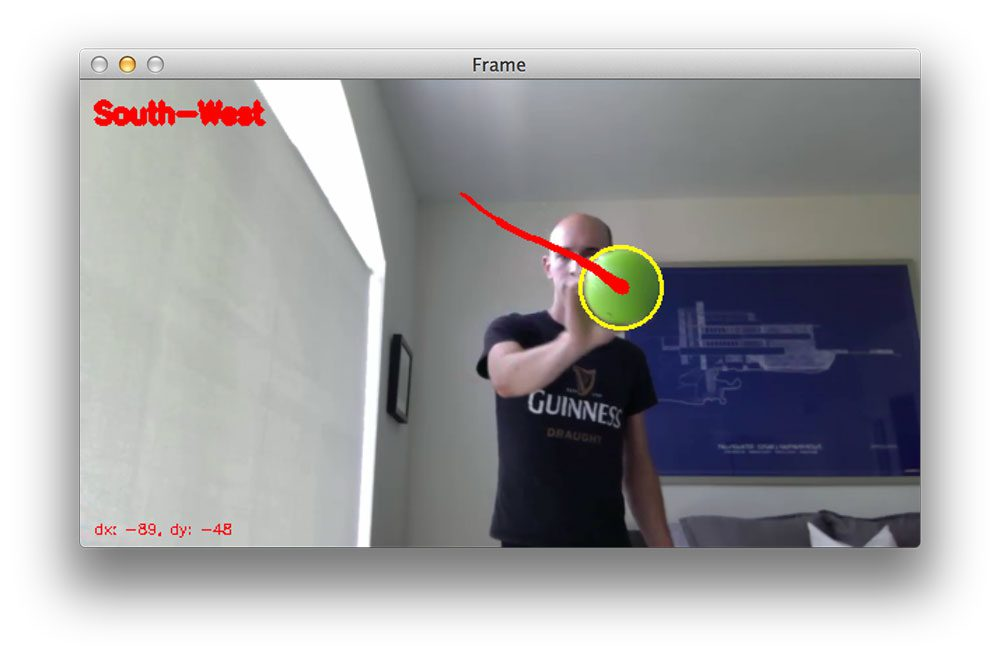 Frame
South-West
GUINNESS
DRAUGHT
dx: -89, dy: -48